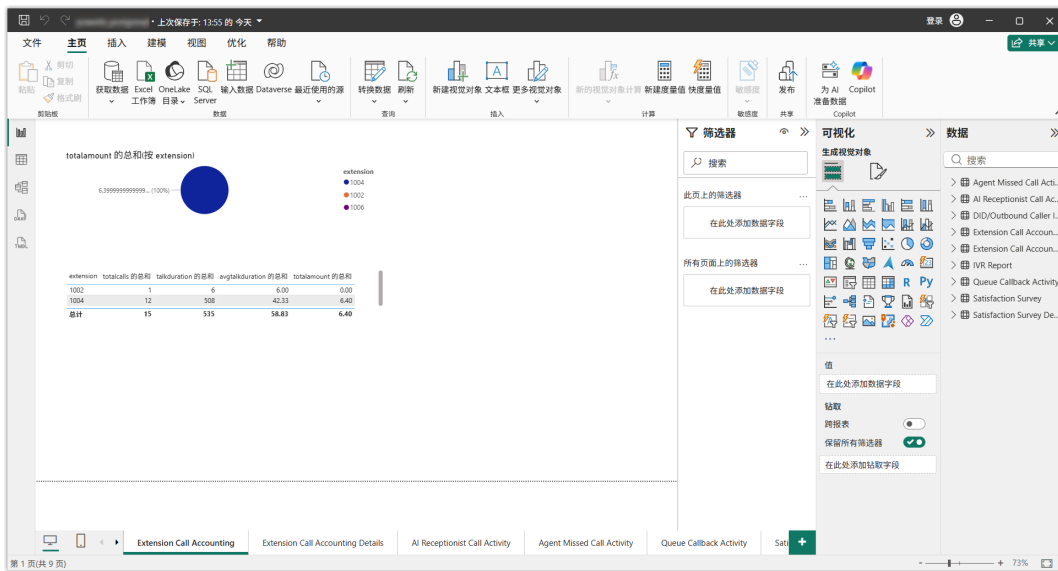 • 上次保存于: 13:55 的 今天
登录
文件 主页 插入 建模 视图 优化 帮助
共享
粘贴
剪切
复制
格式刷
获取数据
Excel 工作簿
OneLake 目录
SQL Server
输入数据
Dataverse
最近使用的源
转换数据
刷新
新建视觉对象
文本框
更多视觉对象
新的视觉对象计算
新建度量值
快度量值
敏感度
发布
为 AI 准备数据
Copilot
剪贴板 数据 查询 插入 计算 敏感度 共享 Copilot
totalamount 的总和(按 extension)
6.3999999999999... (100%)
extension
1004
1002
1006
extension totalcalls 的总和 talkduration 的总和 avgtalkduration 的总和 totalamount 的总和
1002 1 6 6.00 0.00
1004 12 508 42.33 6.40
总计 15 535 58.83 6.40
筛选器
搜索
此页上的筛选器 ...
在此处添加数据字段
所有页面上的筛选器 ...
在此处添加数据字段
可视化
生成视觉对象
R Py
...
值
在此处添加数据字段
钻取
跨报表
保留所有筛选器
在此处添加钻取字段
数据
搜索
Agent Missed Call Acti...
AI Receptionist Call Ac...
DID/Outbound Caller I...
Extension Call Accoun...
Extension Call Accoun...
IVR Report
Queue Callback Activity
Satisfaction Survey
Satisfaction Survey De...
Extension Call Accounting Extension Call Accounting Details AI Receptionist Call Activity Agent Missed Call Activity Queue Callback Activity Sati
第 1 页(共 9 页)
- + 73%